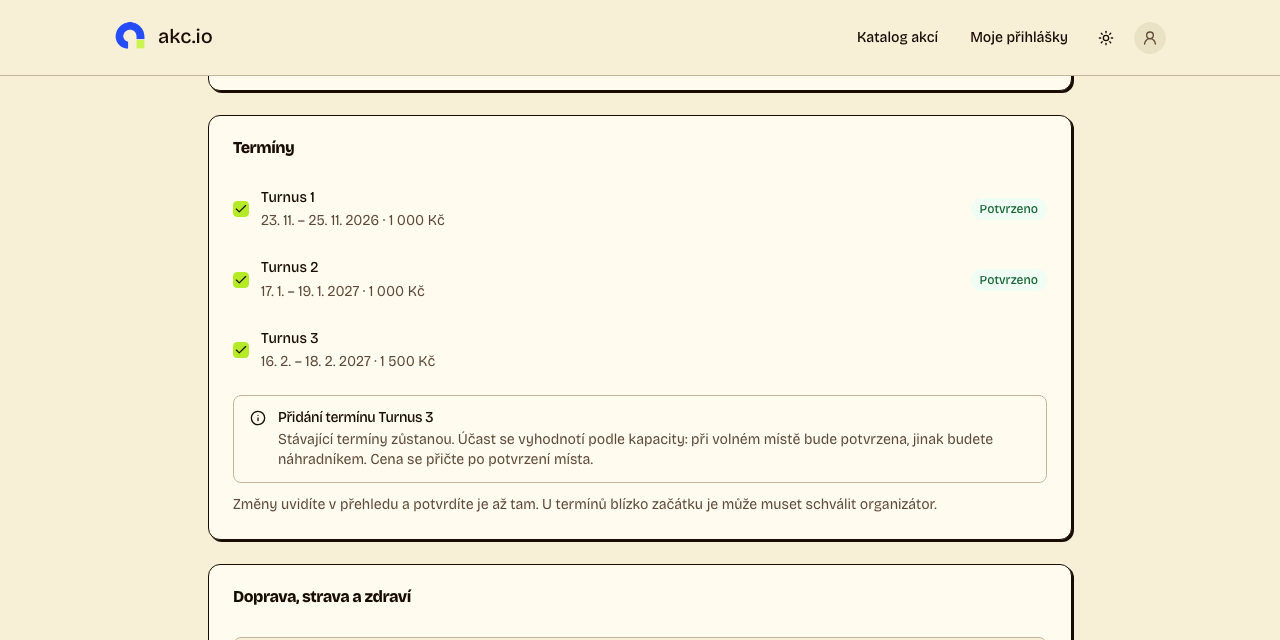 akc.io
Katalog akcí
Moje přihlášky
Termíny
Turnus 1
23. 11. – 25. 11. 2026 · 1 000 Kč
Potvrzeno
Turnus 2
17. 1. – 19. 1. 2027 · 1 000 Kč
Potvrzeno
Turnus 3
16. 2. – 18. 2. 2027 · 1 500 Kč
Přidání termínu Turnus 3
Stávající termíny zůstanou. Účast se vyhodnotí podle kapacity: při volném místě bude potvrzena, jinak budete
náhradníkem. Cena se přičte po potvrzení místa.
Změny uvidíte v přehledu a potvrdíte je až tam. U termínů blízko začátku je může muset schválit organizátor.
Doprava, strava a zdraví